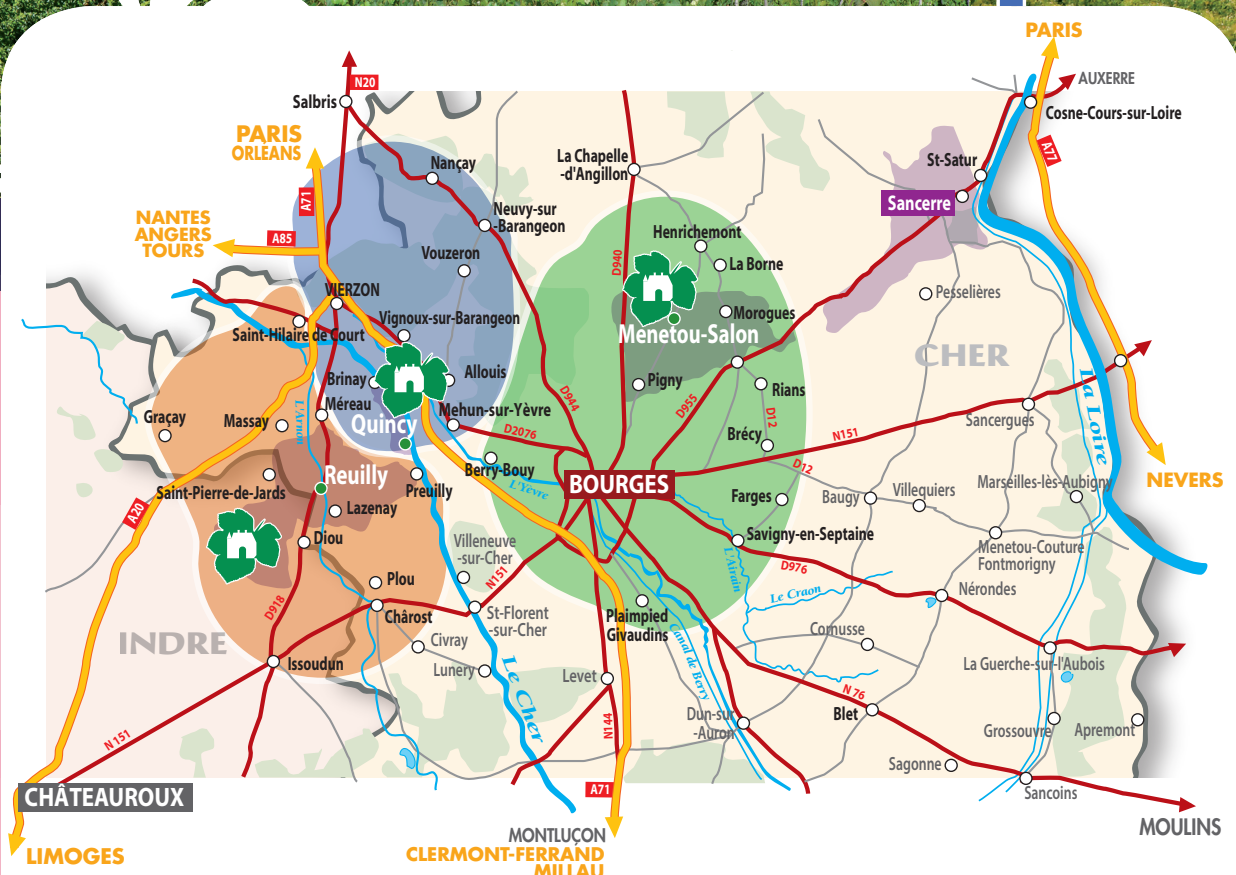 PARIS
AUXERRE
N20
Salbris
Cosne-Cours-sur-Loire
PARIS
ORLÉANS
A77
Nançay
La Chapelle
-d'Angillon
St-Satur
A71
Sancerre
NANTES
ANGERS
TOURS
A85
Neuvy-sur
-Barangeon
Henrichemont
Vouzeron
D940
La Borne
VIERZON
Pesselières
Vignoux-sur-Barangeon
Morogues
Saint-Hilaire de Court
Menetou-Salon
CHER
Brinay
Allouis
Pigny
Rians
La Loire
Graçay
Massay
L'Arnon
Méreau
Mehun-sur-Yèvre
D944
D955
D12
Sancergues
Quincy
D2076
Brécy
N151
Berry-Bouy
D12
Reuilly
BOURGES
NEVERS
Saint-Pierre-de-Jards
Preuilly
L'Yèvre
Farges
Baugy
Villequiers
Marseilles-lès-Aubigny
A20
Lazenay
Diou
Villeneuve
-sur-Cher
Savigny-en-Septaine
Menetou-Couture
Fontmorigny
L'Airain
D976
Plou
N151
Le Craon
Nérondes
D918
Chârost
St-Florent
-sur-Cher
Plaimpied
Givaudins
INDRE
Civray
Canal de Berry
Cornusse
Issoudun
Lunery
Le Cher
Levet
La Guerche-sur-l'Aubois
N 76
N 151
N144
Dun-sur
-Auron
Blet
Grossouvre
Apremont
Sagonne
CHÂTEAUROUX
A71
Sancoins
MONTLUÇON
MOULINS
LIMOGES
CLERMONT-FERRAND
MILLAU